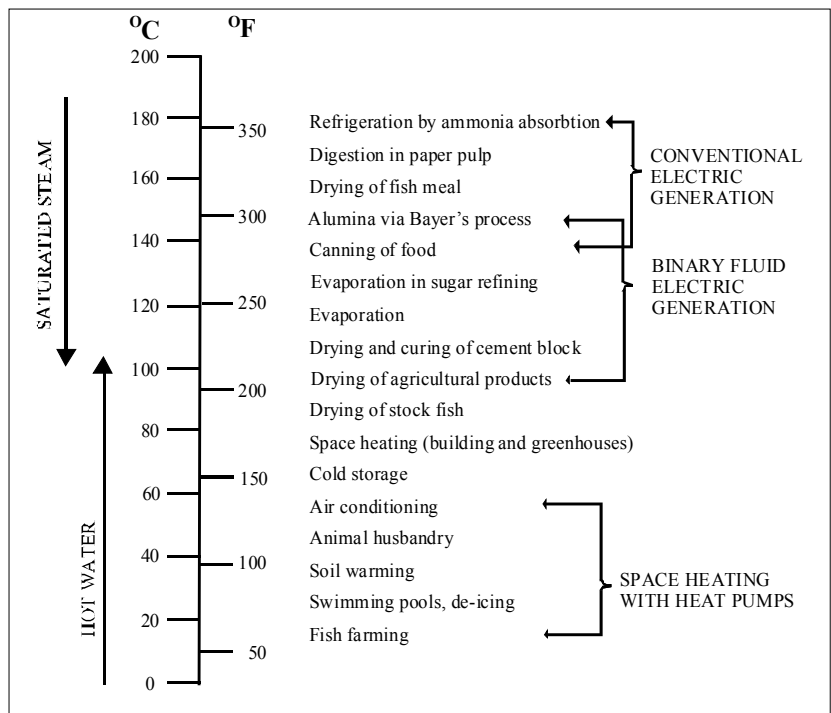 °C
°F
200
180
160
140
120
100
80
60
40
20
0
350
300
250
200
150
100
50
SATURATED STEAM
HOT WATER
Refrigeration by ammonia absorbtion
Digestion in paper pulp
Drying of fish meal
Alumina via Bayer's process
Canning of food
Evaporation in sugar refining
Evaporation
Drying and curing of cement block
Drying of agricultural products
Drying of stock fish
Space heating (building and greenhouses)
Cold storage
Air conditioning
Animal husbandry
Soil warming
Swimming pools, de-icing
Fish farming
CONVENTIONAL
ELECTRIC
GENERATION
BINARY FLUID
ELECTRIC
GENERATION
SPACE HEATING
WITH HEAT PUMPS